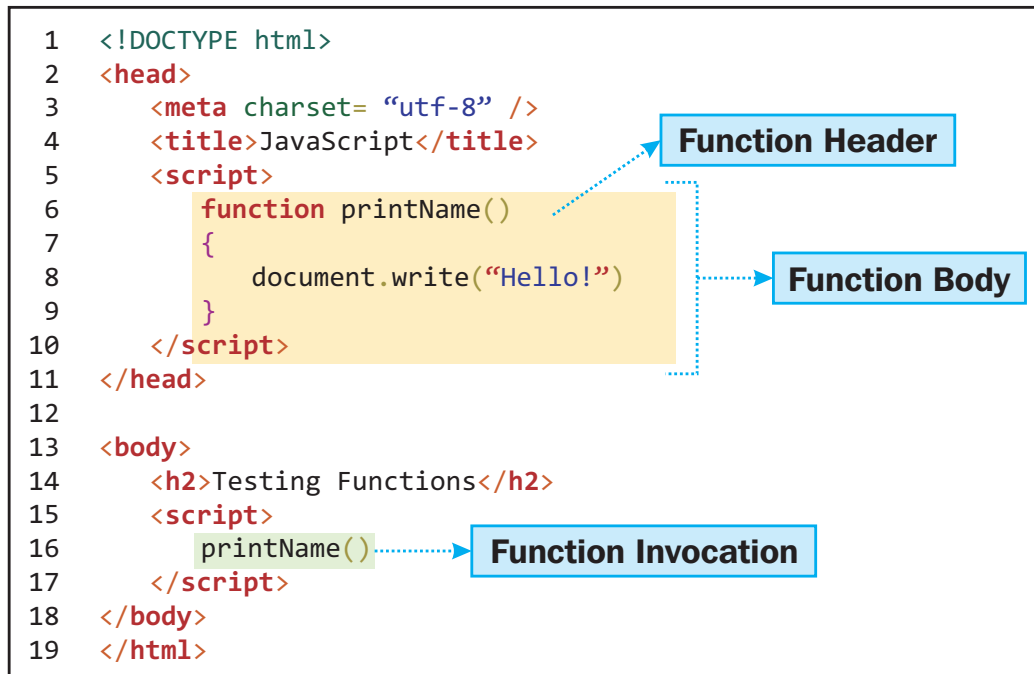 1 <!DOCTYPE html>
2 <head>
3 <meta charset= “utf-8” />
4 <title>JavaScript</title>
Function Header
5 <script>
6 function printName()
7 {
8 document.write(“Hello!”)
Function Body
9 }
10 </script>
11 </head>
12
13 <body>
14 <h2>Testing Functions</h2>
15 <script>
16 printName() Function Invocation
17 </script>
18 </body>
19 </html>